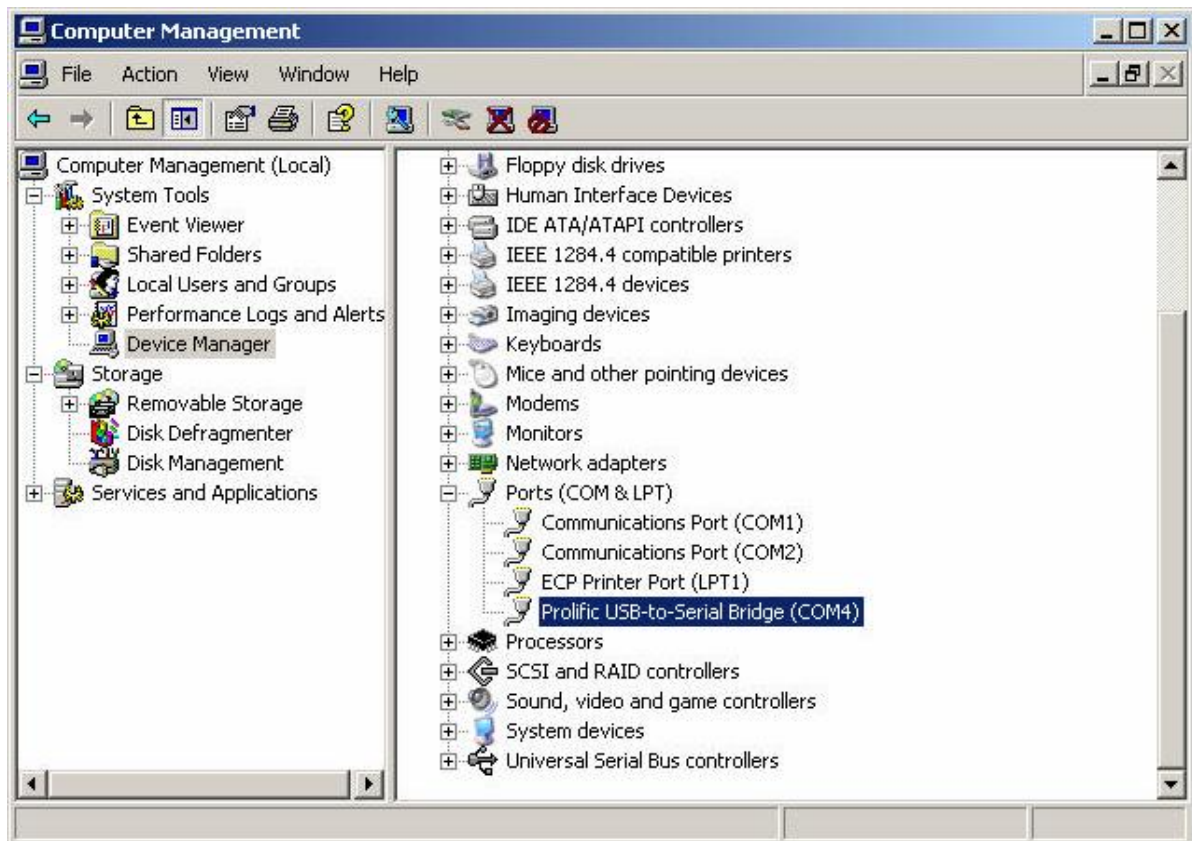 Computer Management
File Action View Window Help
Computer Management (Local)
System Tools
Event Viewer
Shared Folders
Local Users and Groups
Performance Logs and Alerts
Device Manager
Storage
Removable Storage
Disk Defragmenter
Disk Management
Services and Applications
Floppy disk drives
Human Interface Devices
IDE ATA/ATAPI controllers
IEEE 1284.4 compatible printers
IEEE 1284.4 devices
Imaging devices
Keyboards
Mice and other pointing devices
Modems
Monitors
Network adapters
Ports (COM & LPT)
Communications Port (COM1)
Communications Port (COM2)
ECP Printer Port (LPT1)
Prolific USB-to-Serial Bridge (COM4)
Processors
SCSI and RAID controllers
Sound, video and game controllers
System devices
Universal Serial Bus controllers